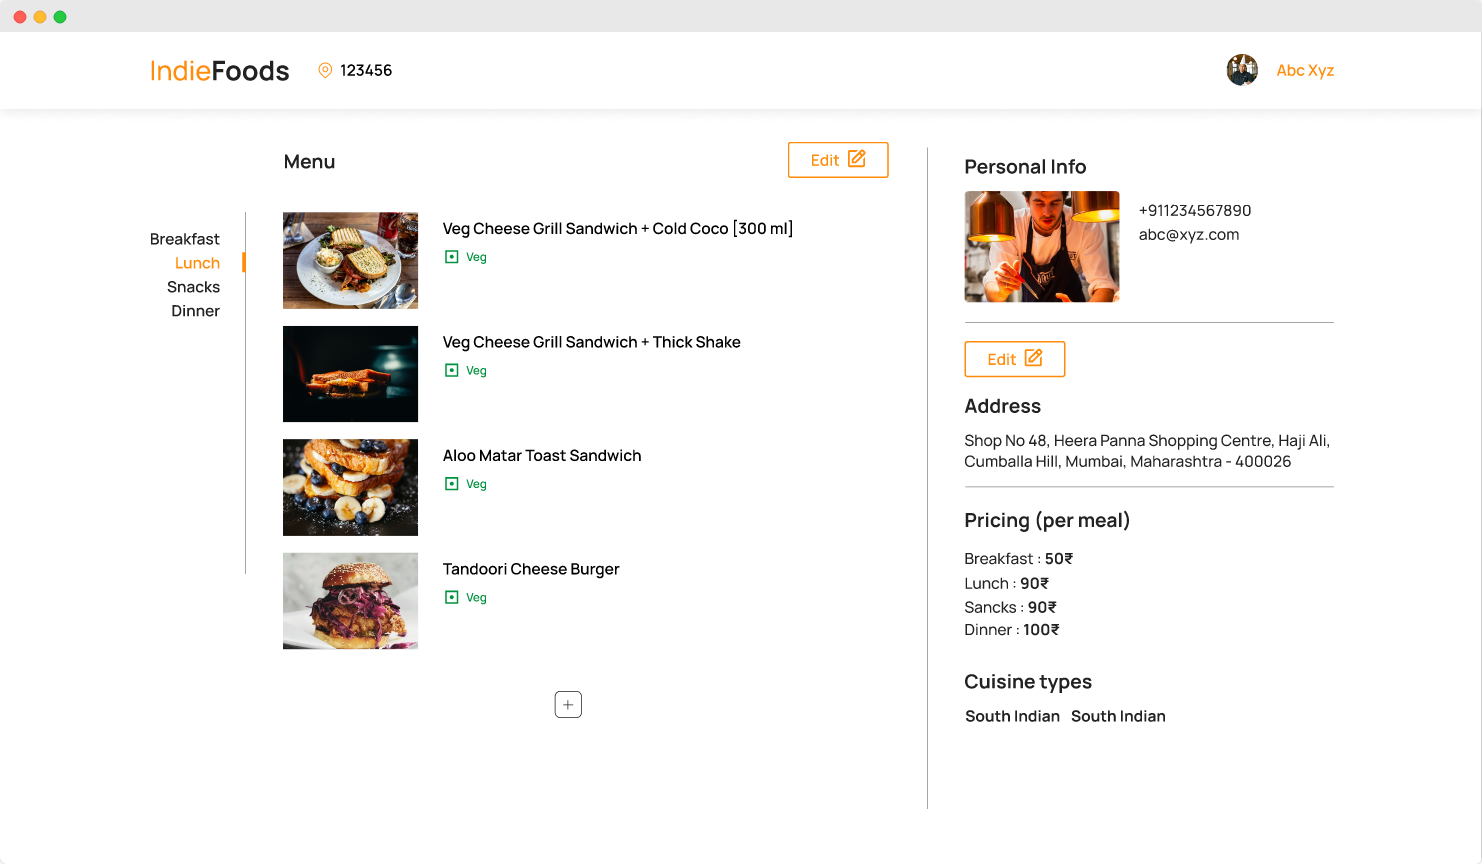 IndieFoods
123456
Abc Xyz
Menu
Edit
Breakfast
Lunch
Snacks
Dinner
Veg Cheese Grill Sandwich + Cold Coco [300 ml]
Veg
Veg Cheese Grill Sandwich + Thick Shake
Veg
Aloo Matar Toast Sandwich
Veg
Tandoori Cheese Burger
Veg
Personal Info
+911234567890
abc@xyz.com
Edit
Address
Shop No 48, Heera Panna Shopping Centre, Haji Ali,
Cumballa Hill, Mumbai, Maharashtra - 400026
Pricing (per meal)
Breakfast : 50₹
Lunch : 90₹
Sancks : 90₹
Dinner : 100₹
Cuisine types
South Indian South Indian